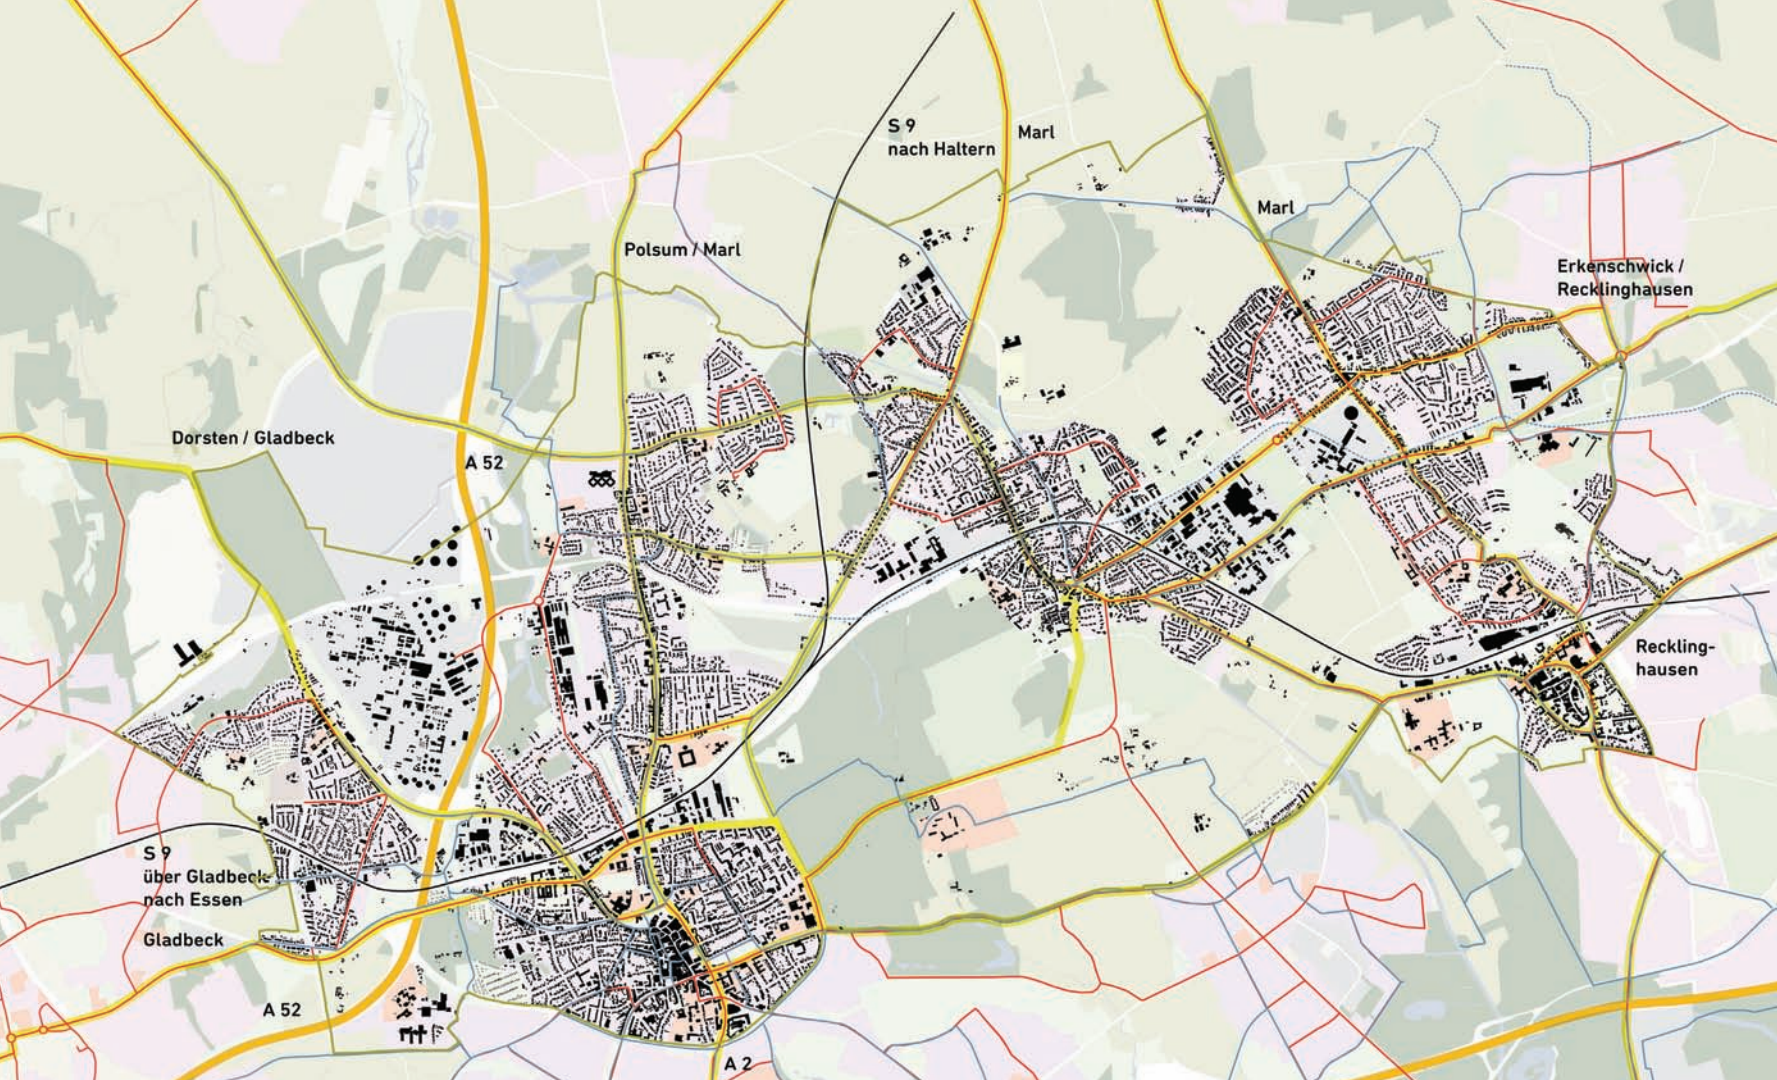 S 9
nach Haltern
Marl
Marl
Polsum / Marl
Erkenschwick /
Recklinghausen
Dorsten / Gladbeck
A 52
Reckling-
hausen
S 9
über Gladbeck
nach Essen
Gladbeck
A 52
A 2